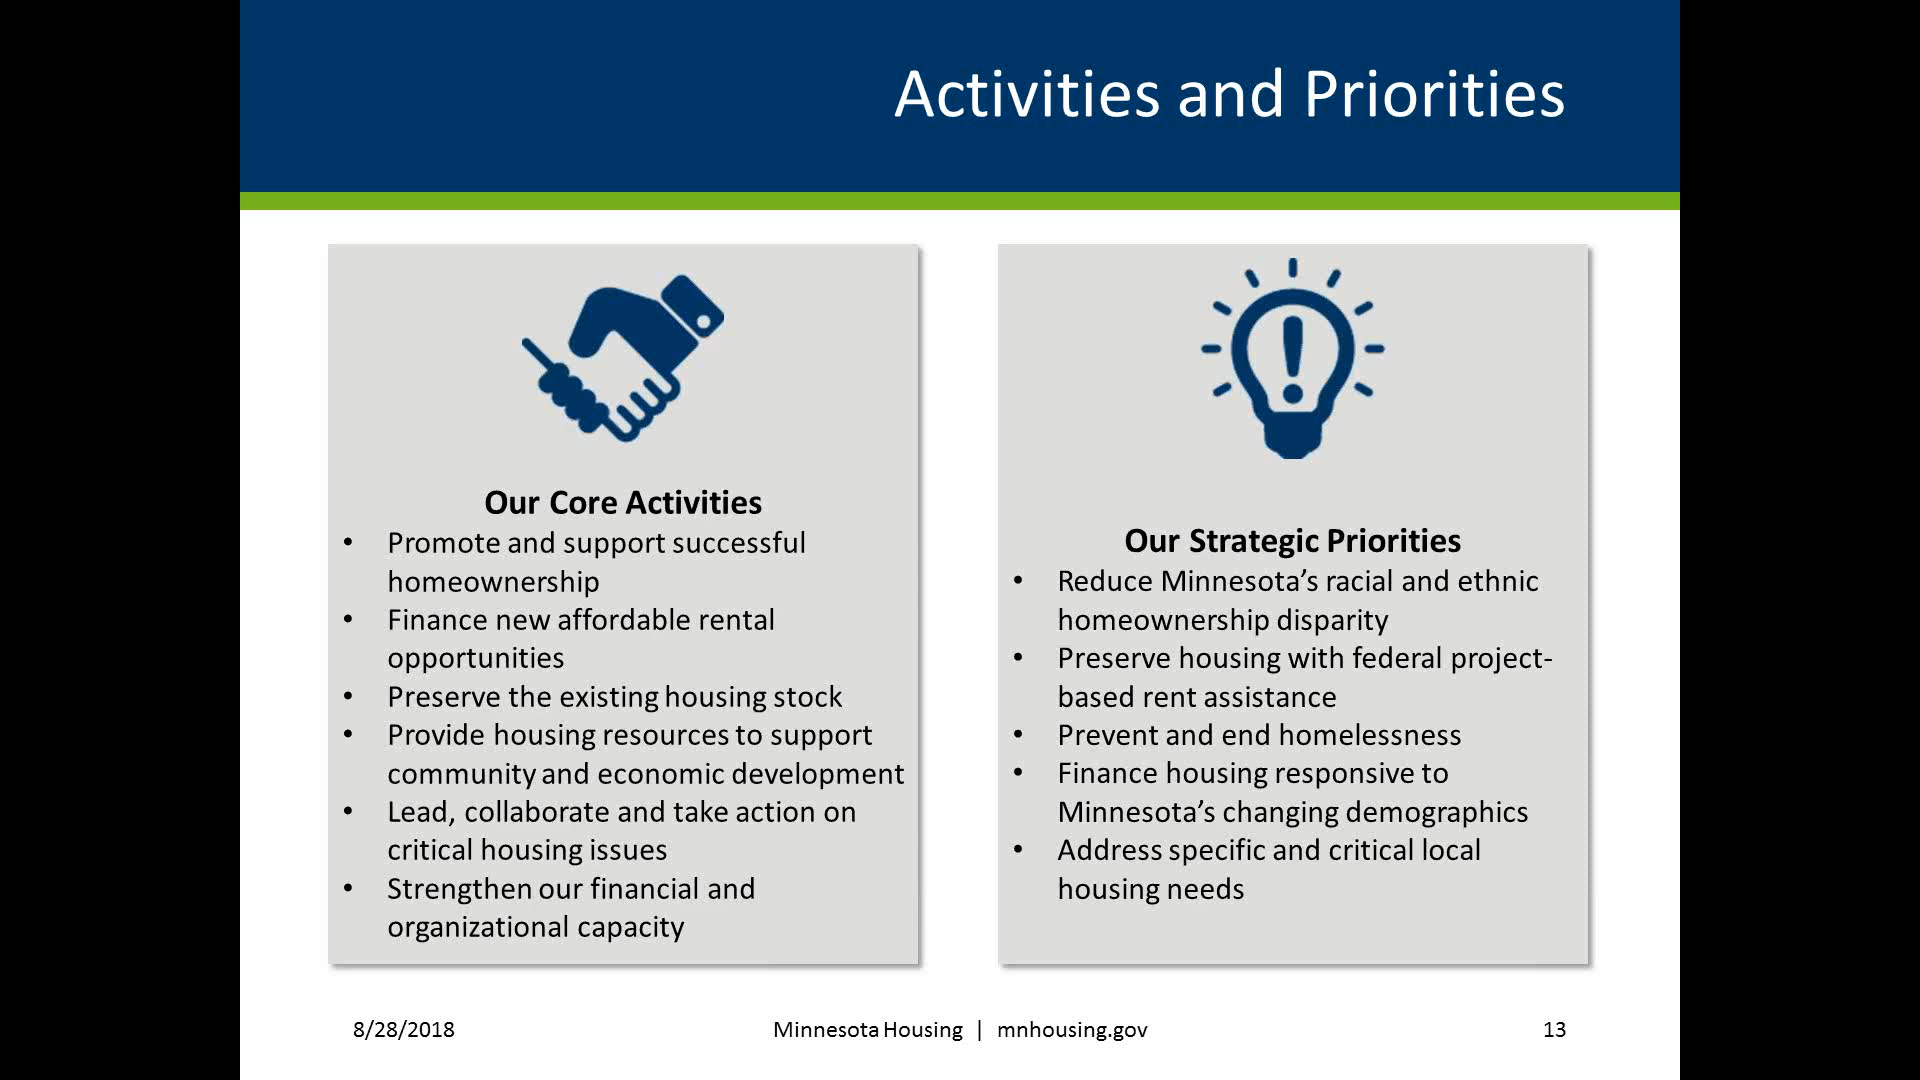 Activities and Priorities
Our Core Activities
• Promote and support successful
homeownership
• Finance new affordable rental
opportunities
• Preserve the existing housing stock
• Provide housing resources to support
community and economic development
• Lead, collaborate and take action on
critical housing issues
• Strengthen our financial and
organizational capacity
Our Strategic Priorities
• Reduce Minnesota’s racial and ethnic
homeownership disparity
• Preserve housing with federal project-
based rent assistance
• Prevent and end homelessness
• Finance housing responsive to
Minnesota’s changing demographics
• Address specific and critical local
housing needs
8/28/2018
Minnesota Housing | mnhousing.gov
13